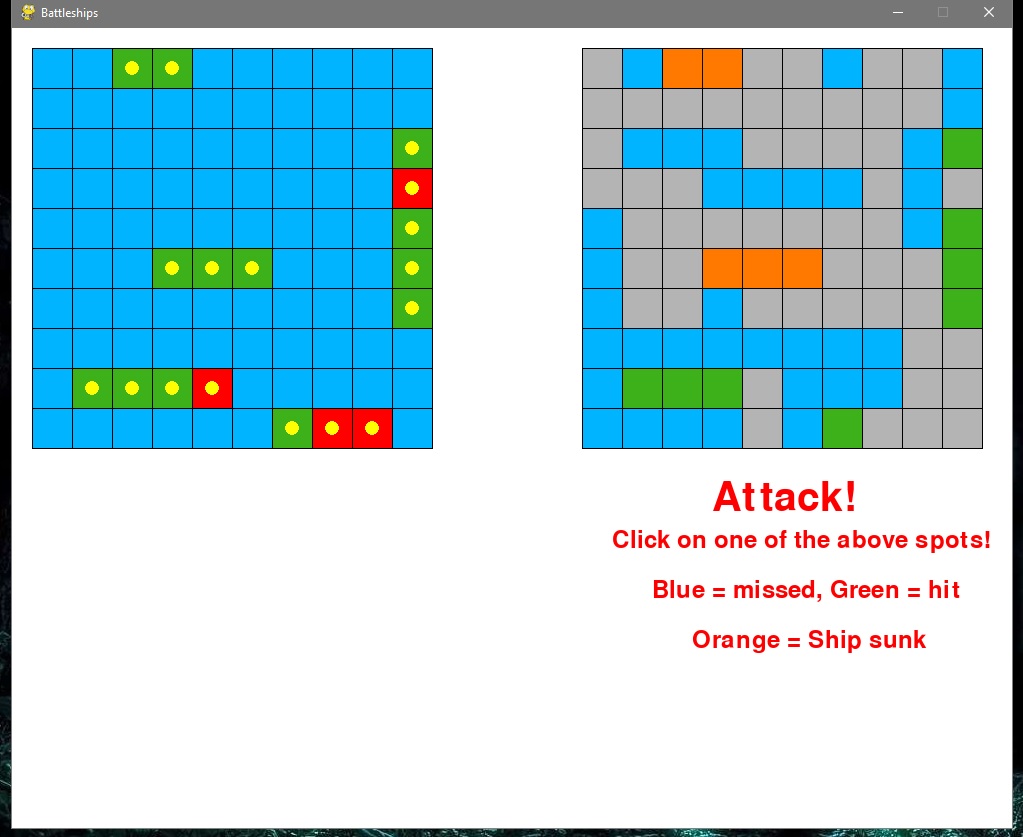 Battleships
Attack!
Click on one of the above spots!
Blue = missed, Green = hit
Orange = Ship sunk